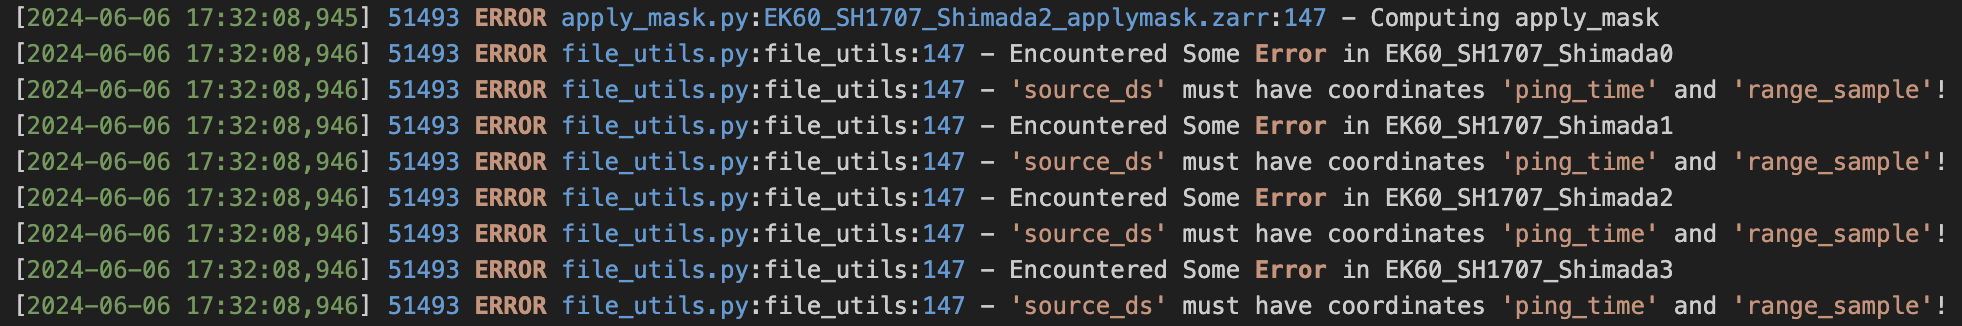 [2024-06-06 17:32:08,945] 51493 ERROR apply_mask.py:EK60_SH1707_Shimada2_applymask.zarr:147 – Computing apply_mask
[2024-06-06 17:32:08,946] 51493 ERROR file_utils.py:file_utils:147 – Encountered Some Error in EK60_SH1707_Shimada0
[2024-06-06 17:32:08,946] 51493 ERROR file_utils.py:file_utils:147 – 'source_ds' must have coordinates 'ping_time' and 'range_sample'!
[2024-06-06 17:32:08,946] 51493 ERROR file_utils.py:file_utils:147 – Encountered Some Error in EK60_SH1707_Shimada1
[2024-06-06 17:32:08,946] 51493 ERROR file_utils.py:file_utils:147 – 'source_ds' must have coordinates 'ping_time' and 'range_sample'!
[2024-06-06 17:32:08,946] 51493 ERROR file_utils.py:file_utils:147 – Encountered Some Error in EK60_SH1707_Shimada2
[2024-06-06 17:32:08,946] 51493 ERROR file_utils.py:file_utils:147 – 'source_ds' must have coordinates 'ping_time' and 'range_sample'!
[2024-06-06 17:32:08,946] 51493 ERROR file_utils.py:file_utils:147 – Encountered Some Error in EK60_SH1707_Shimada3
[2024-06-06 17:32:08,946] 51493 ERROR file_utils.py:file_utils:147 – 'source_ds' must have coordinates 'ping_time' and 'range_sample'!